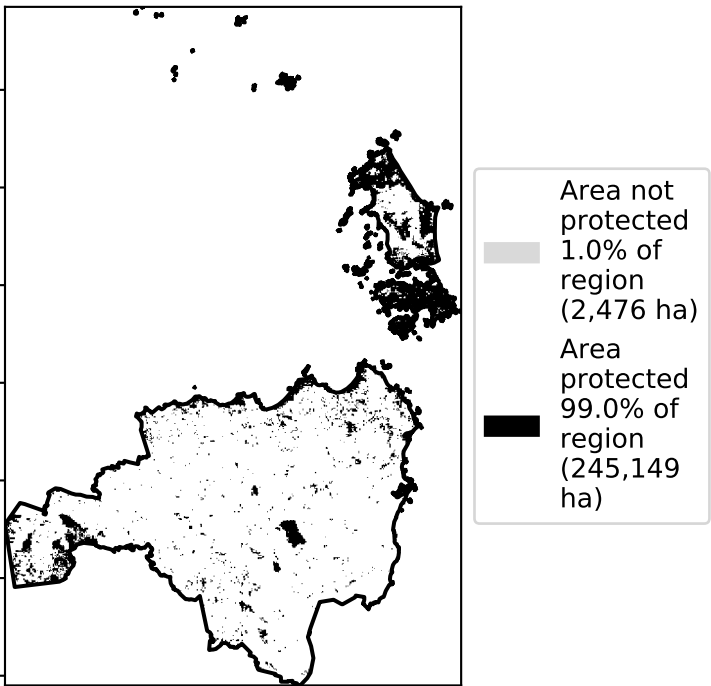 Area not
protected
1.0% of
region
(2,476 ha)
Area
protected
99.0% of
region
(245,149
ha)